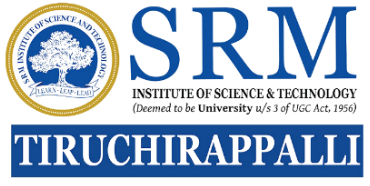 SRM INSTITUTE OF SCIENCE AND TECHNOLOGY
LEARN - LEAP - LEAD
SRM
INSTITUTE OF SCIENCE & TECHNOLOGY
(Deemed to be University u/s 3 of UGC Act, 1956)
TIRUCHIRAPPALLI